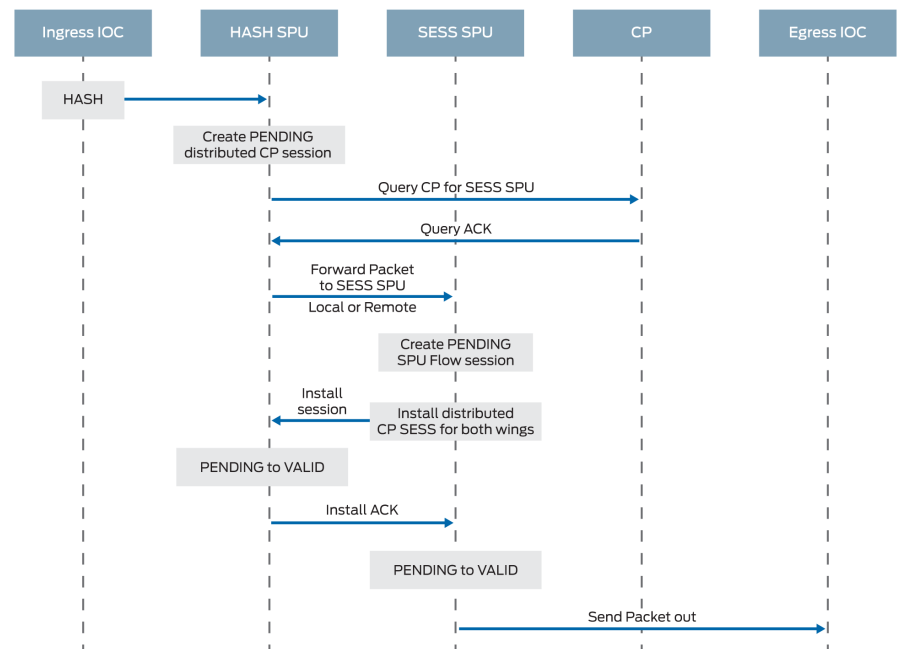 Ingress IOC
HASH SPU
SESS SPU
CP
Egress IOC
HASH
Create PENDING
distributed CP session
Query CP for SESS SPU
Query ACK
Forward Packet
to SESS SPU
Local or Remote
Create PENDING
SPU Flow session
Install
session
Install distributed
CP SESS for both wings
PENDING to VALID
Install ACK
PENDING to VALID
Send Packet out